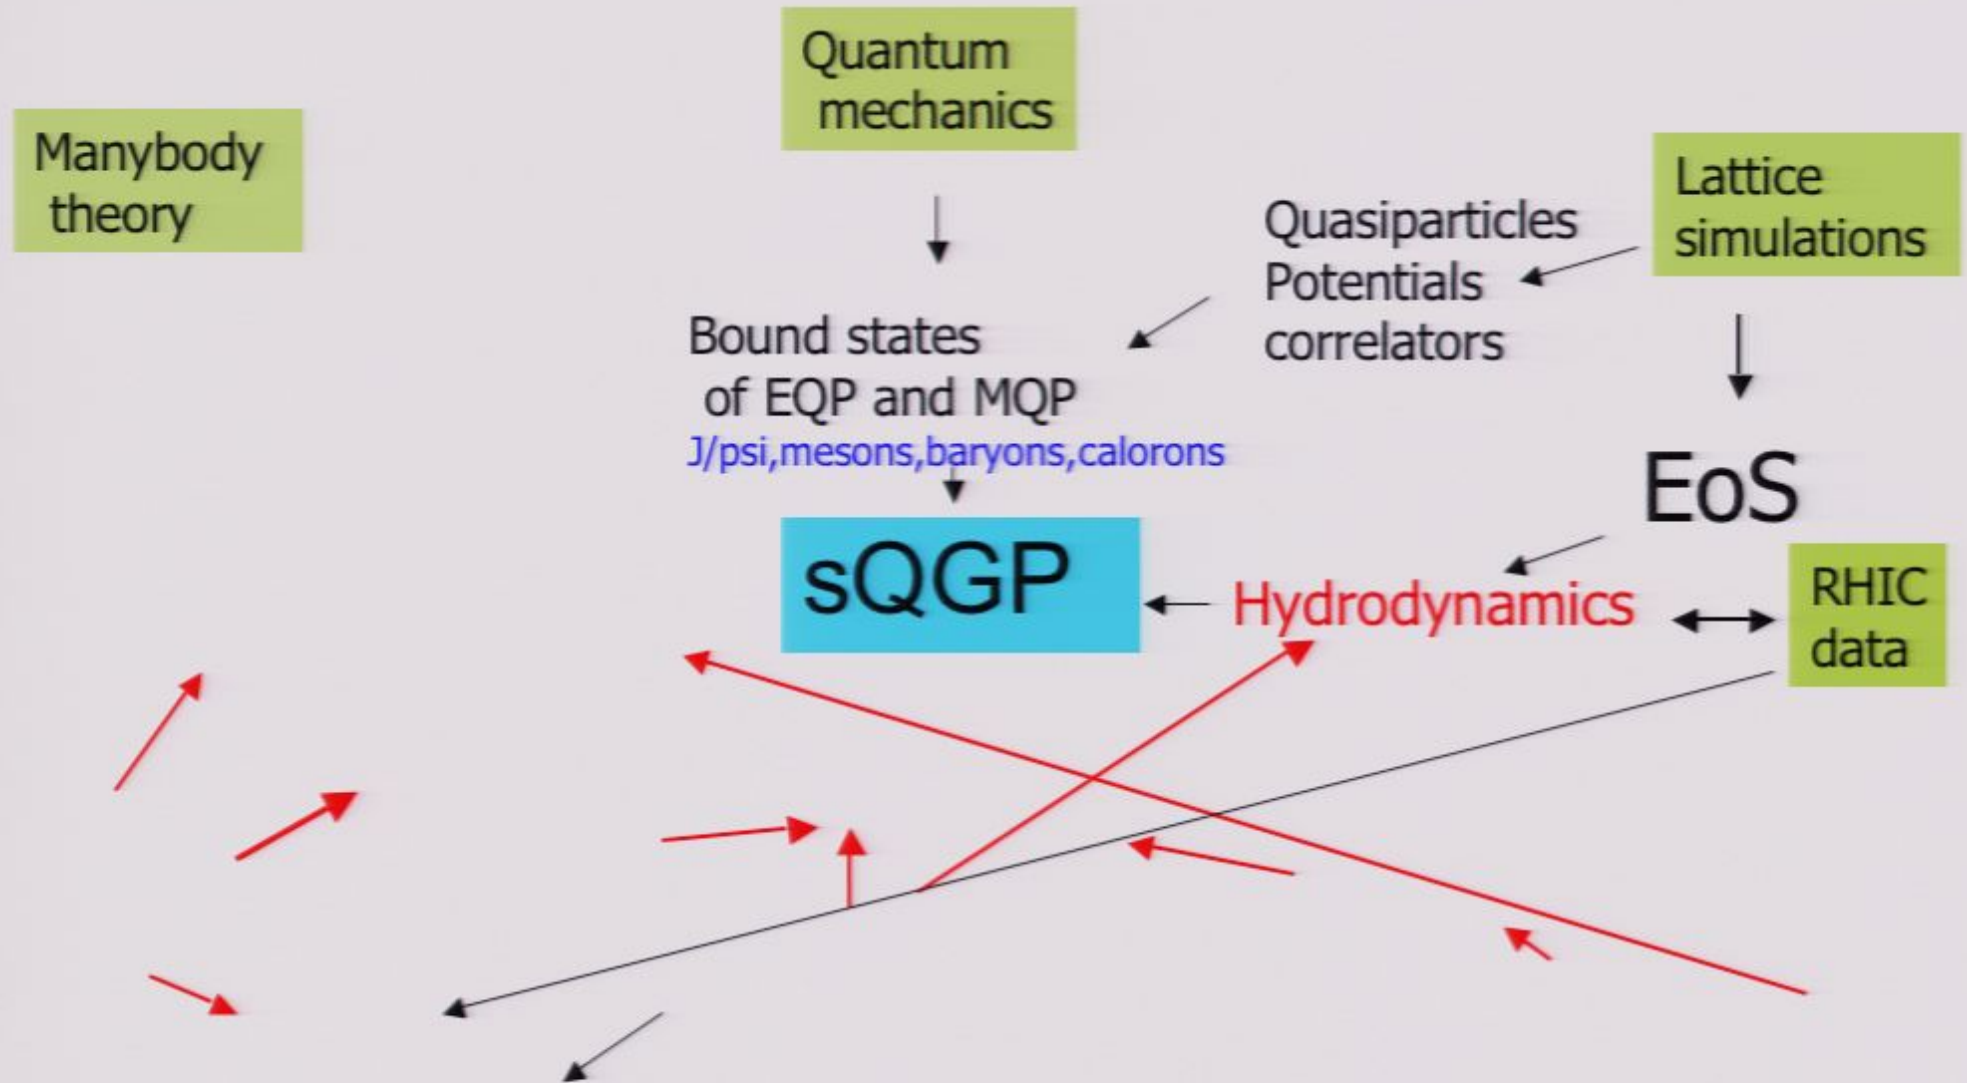 Quantum
mechanics
Manybody
theory
Lattice
simulations
Quasiparticles
Potentials
correlators
Bound states
of EQP and MQP
J/psi,mesons,baryons,calorons
EoS
sQGP
Hydrodynamics
RHIC
data